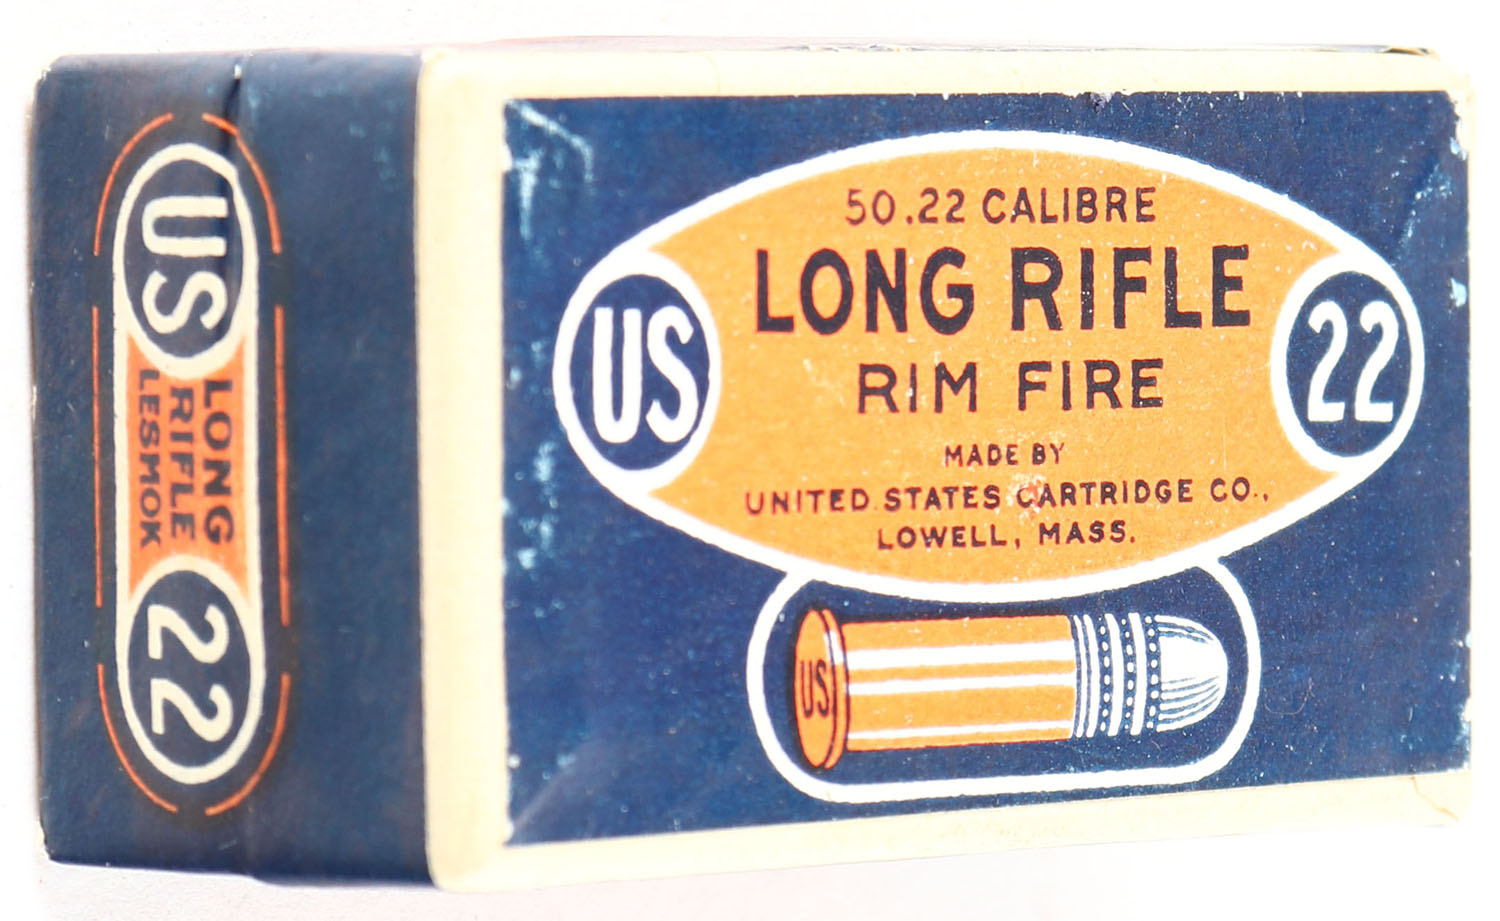 US
LONG
RIFLE
LESMOK
22
50 .22 CALIBRE
LONG RIFLE
RIM FIRE
MADE BY
UNITED STATES CARTRIDGE CO.,
LOWELL, MASS.
US
22
US